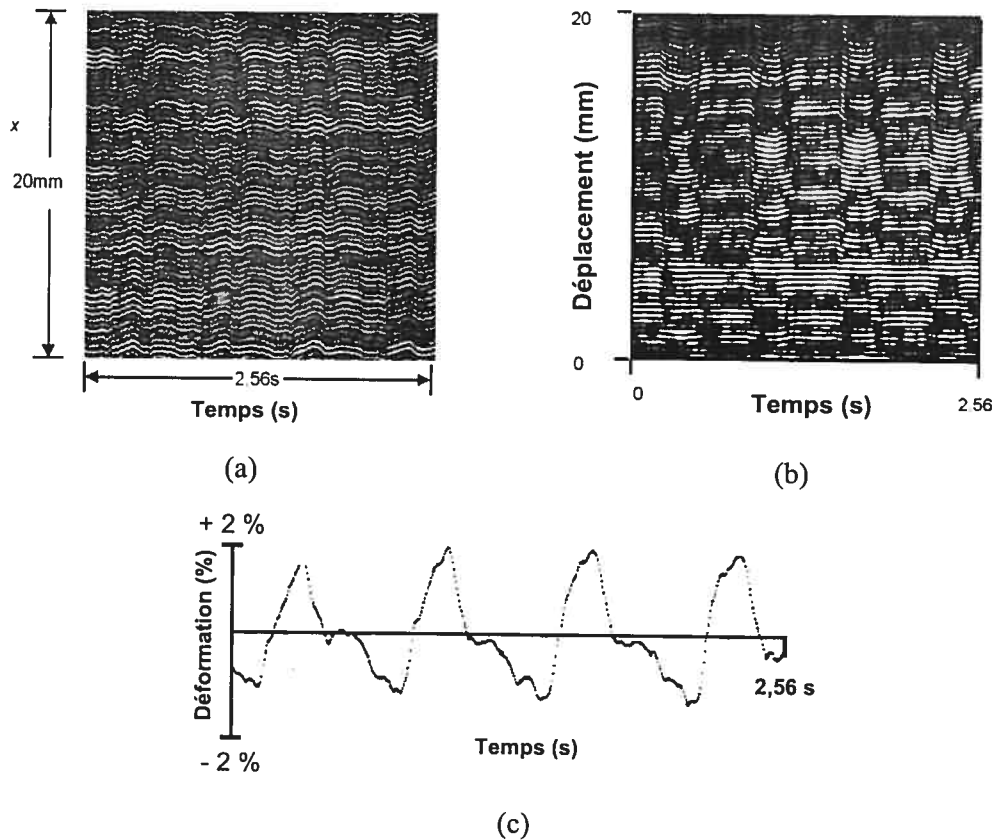 x
20mm
2.56s
Temps (s)
(a)
20
Déplacement (mm)
0
0
Temps (s)
2.56
(b)
+ 2 %
Déformation (%)
- 2 %
2,56 s
Temps (s)
(c)